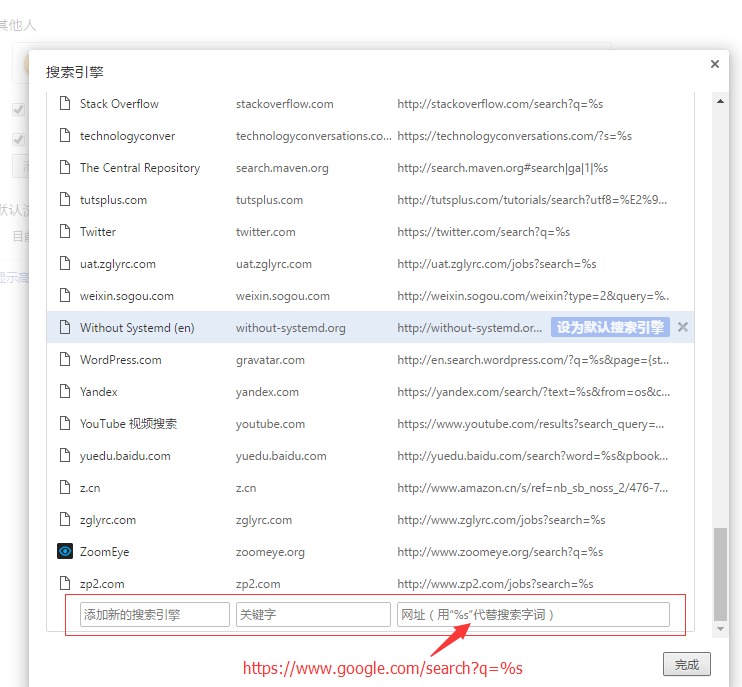 其他人
搜索引擎
Stack Overflow stackoverflow.com http://stackoverflow.com/search?q=%s
technologyconver technologyconversations.co... https://technologyconversations.com/?s=%s
The Central Repository search.maven.org http://search.maven.org#search|ga|1|%s
tutsplus.com tutsplus.com http://tutsplus.com/tutorials/search?utf8=%E2%9...
Twitter twitter.com https://twitter.com/search?q=%s
uat.zglyrc.com uat.zglyrc.com http://uat.zglyrc.com/jobs?search=%s
weixin.sogou.com weixin.sogou.com http://weixin.sogou.com/weixin?type=2&query=%..
Without Systemd (en) without-systemd.org http://without-systemd.or... 设为默认搜索引擎
WordPress.com gravatar.com http://en.search.wordpress.com/?q=%s&page={st...
Yandex yandex.com https://yandex.com/search/?text=%s&from=os&c...
YouTube 视频搜索 youtube.com https://www.youtube.com/results?search_query=...
yuedu.baidu.com yuedu.baidu.com http://yuedu.baidu.com/search?word=%s&pbook...
z.cn z.cn http://www.amazon.cn/s/ref=nb_sb_noss_2/476-7...
zglyrc.com zglyrc.com http://www.zglyrc.com/jobs?search=%s
ZoomEye zoomeye.org http://www.zoomeye.org/search?q=%s
zp2.com zp2.com http://www.zp2.com/jobs?search=%s
添加新的搜索引擎 关键字 网址（用"%s"代替搜索字词）
https://www.google.com/search?q=%s
完成